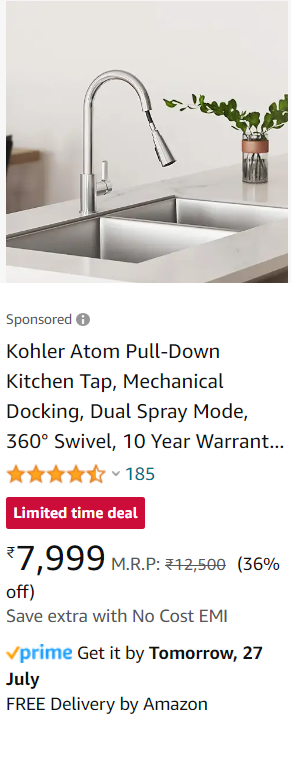 Sponsored
Kohler Atom Pull-Down
Kitchen Tap, Mechanical
Docking, Dual Spray Mode,
360° Swivel, 10 Year Warrant...
185
Limited time deal
₹7,999 M.R.P: ₹12,500 (36%
off)
Save extra with No Cost EMI
prime Get it by Tomorrow, 27
July
FREE Delivery by Amazon